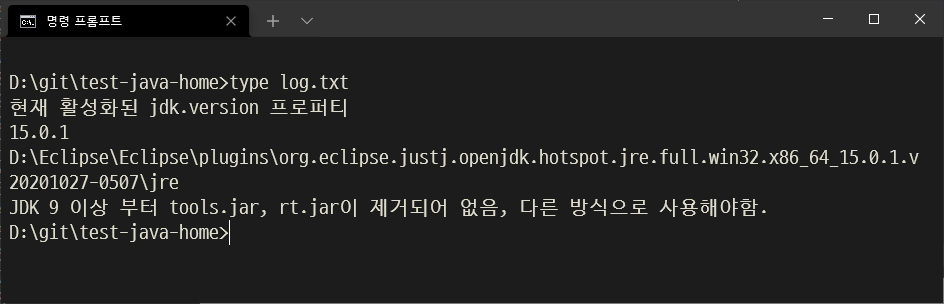 명령 프롬프트
D:\git\test-java-home>type log.txt
현재 활성화된 jdk.version 프로퍼티
15.0.1
D:\Eclipse\Eclipse\plugins\org.eclipse.justj.openjdk.hotspot.jre.full.win32.x86_64_15.0.1.v
20201027-0507\jre
JDK 9 이상 부터 tools.jar, rt.jar이 제거되어 없음, 다른 방식으로 사용해야함.
D:\git\test-java-home>